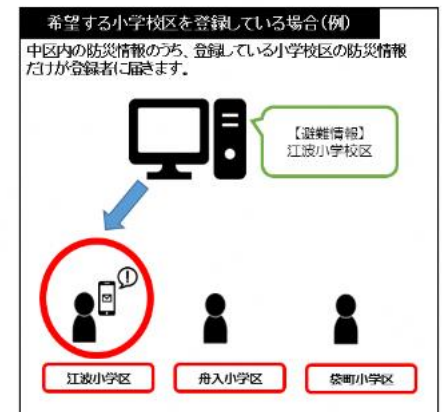 希望する小学校区を登録している場合(例)
中区内の防災情報のうち、登録している小学校区の防災情報
だけが登録者に届きます。
【避難情報】
江波小学校区
江波小学区
舟入小学区
袋町小学区